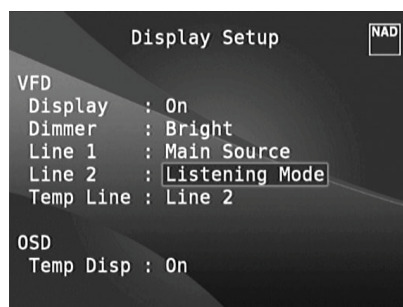 Display Setup
NAD
VFD
Display : On
Dimmer : Bright
Line 1 : Main Source
Line 2 : Listening Mode
Temp Line : Line 2
OSD
Temp Disp : On